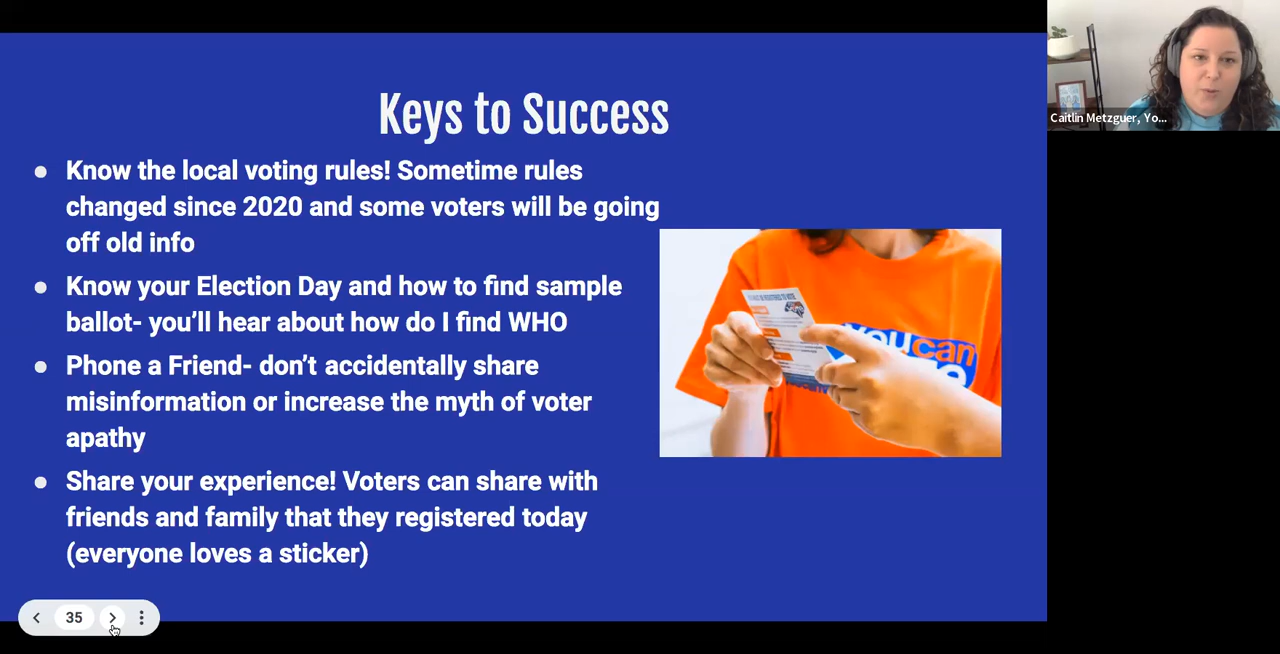 Keys to Success
● Know the local voting rules! Sometime rules
changed since 2020 and some voters will be going
off old info
● Know your Election Day and how to find sample
ballot- you'll hear about how do I find WHO
● Phone a Friend- don't accidentally share
misinformation or increase the myth of voter
apathy
● Share your experience! Voters can share with
friends and family that they registered today
(everyone loves a sticker)
you can
35
Caitlin Metzguer, Yo...